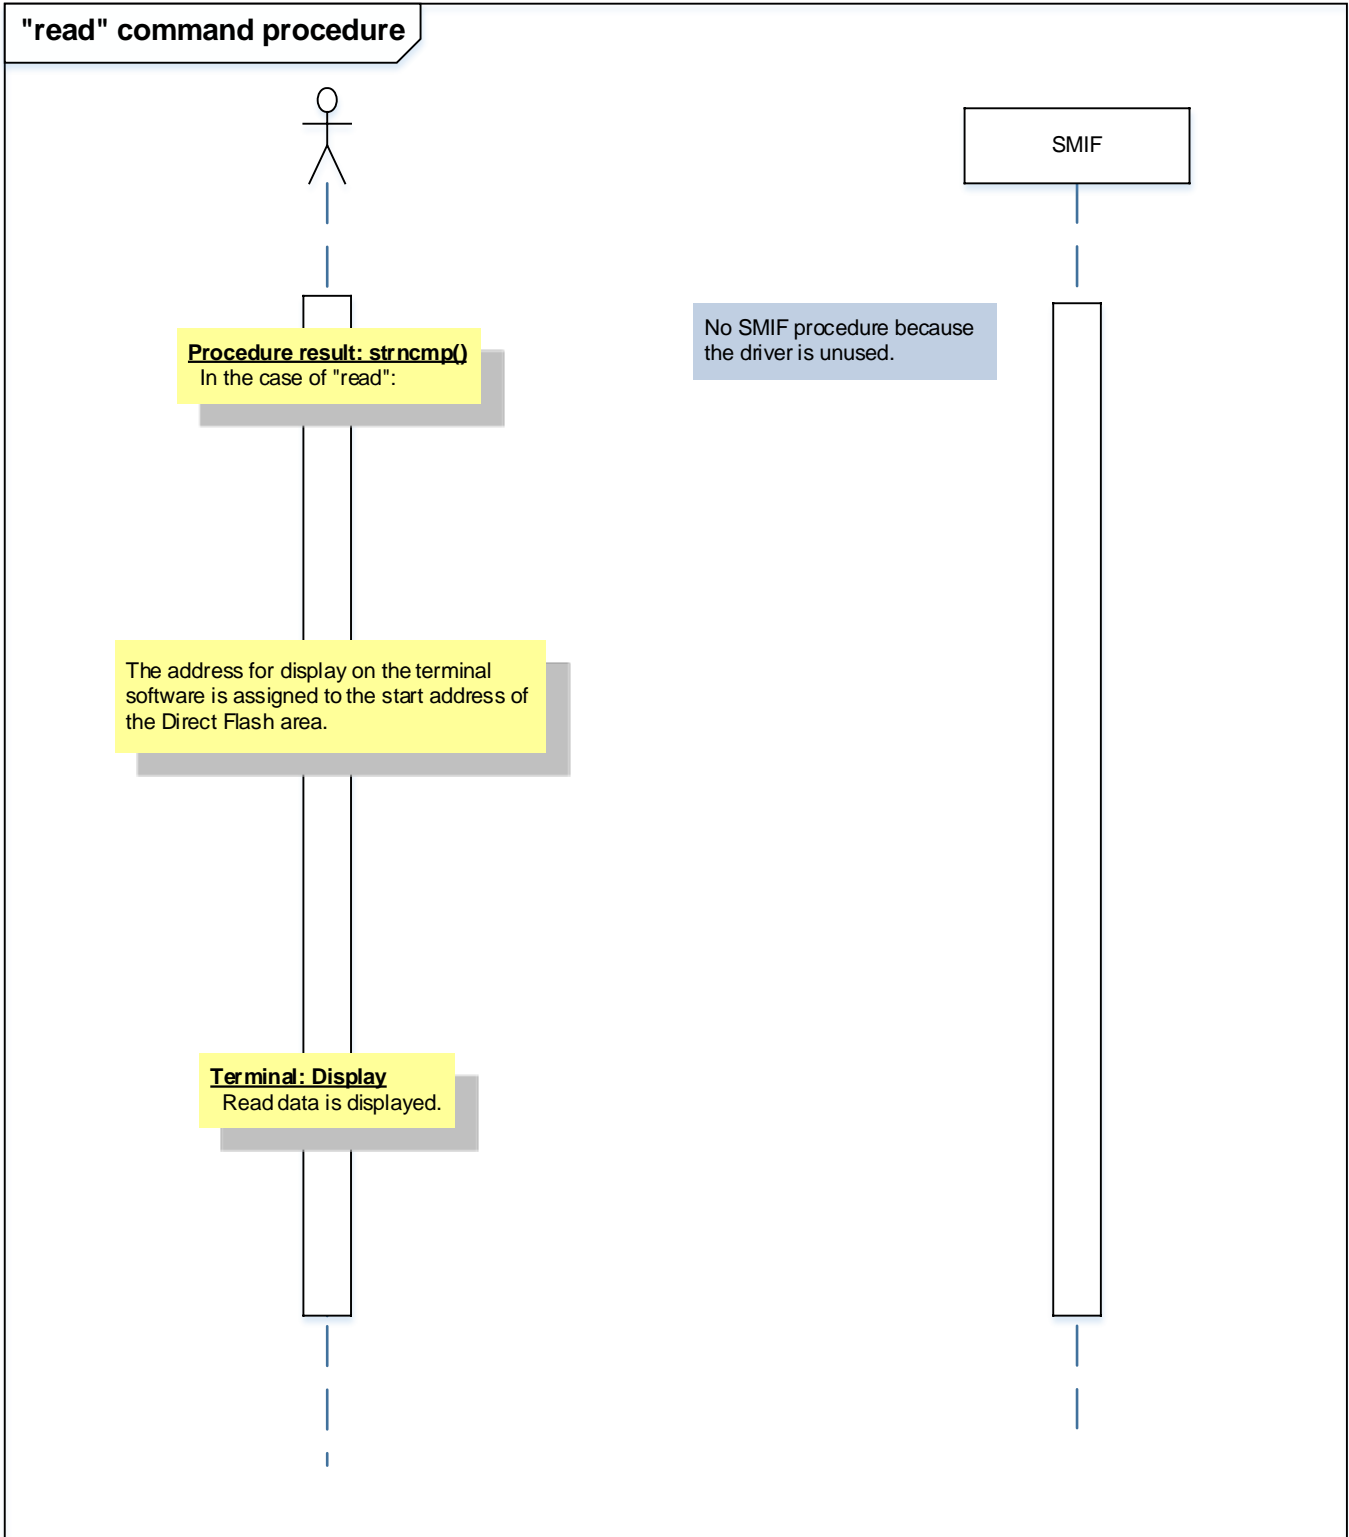 "read" command procedure
SMIF
No SMIF procedure because
the driver is unused.
Procedure result: strncmp()
In the case of "read":
The address for display on the terminal
software is assigned to the start address of
the Direct Flash area.
Terminal: Display
Read data is displayed.